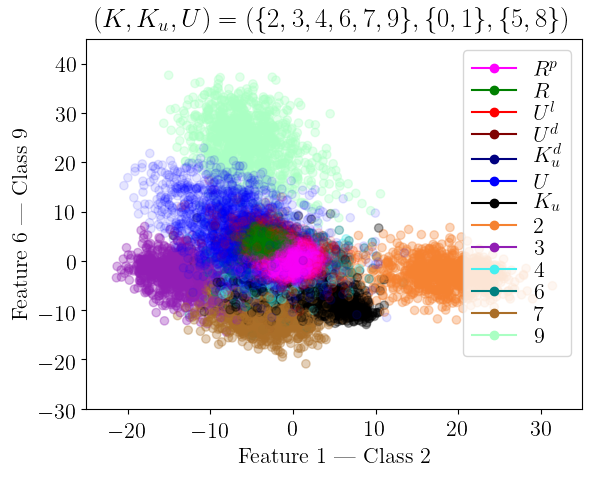 (K, K_u, U) = ({2, 3, 4, 6, 7, 9}, {0, 1}, {5, 8})
40
30
20
10
0
−10
−20
−30
Feature 6 — Class 9
R^p
R
U^l
U^d
K_u^d
U
K_u
2
3
4
6
7
9
−20 −10 0 10 20 30
Feature 1 — Class 2